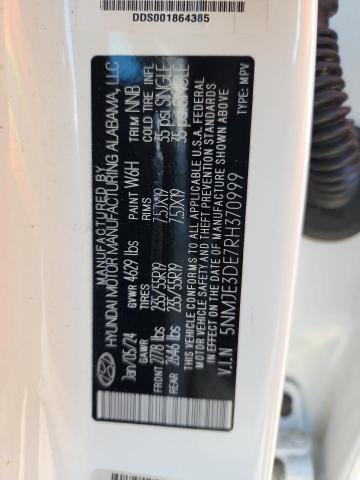 DDS001864385
MANUFACTURED BY
HYUNDAI MOTOR MANUFACTURING ALABAMA, LLC
Jan/05/24 GVWR 4629 lbs PAINT W6H TRIM NNB
GAWR TIRES RIMS COLD TIRE INFL
FRONT 2778 lbs 235/55R19 7.5JX19 35 psi SINGLE
REAR 2646 lbs 235/55R19 7.5JX19 35 psi SINGLE
THIS VEHICLE CONFORMS TO ALL APPLICABLE U.S.A. FEDERAL
MOTOR VEHICLE SAFETY AND THEFT PREVENTION STANDARDS
IN EFFECT ON THE DATE OF MANUFACTURE SHOWN ABOVE.
V.I.N. 5NMJE3DE7RH370999 TYPE: MPV